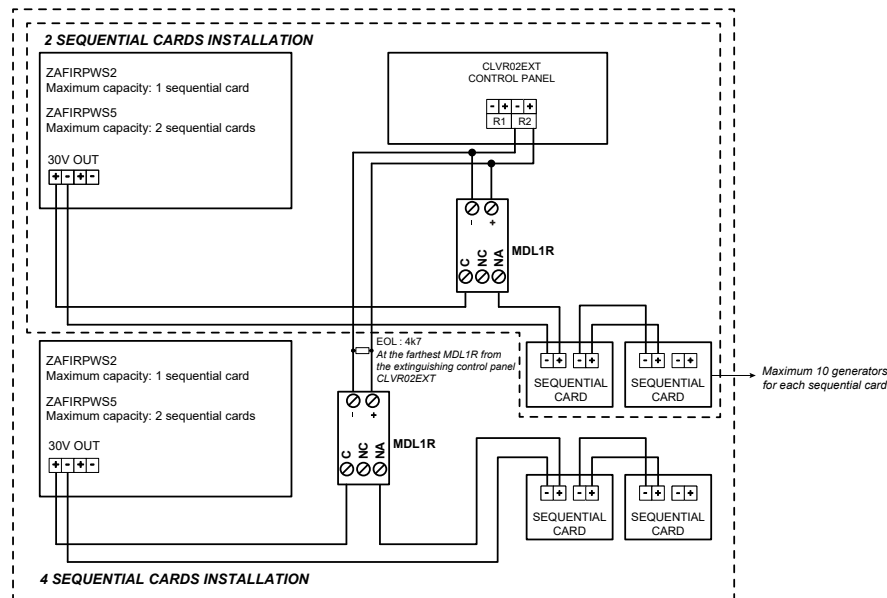 2 SEQUENTIAL CARDS INSTALLATION
ZAFIRPWS2
Maximum capacity: 1 sequential card
ZAFIRPWS5
Maximum capacity: 2 sequential cards
30V OUT
+ - + -
CLVR02EXT
CONTROL PANEL
- + - +
R1 R2
- +
MDL1R
C NC NA
- + - +
SEQUENTIAL
CARD
- + - +
SEQUENTIAL
CARD
Maximum 10 generators
for each sequential card
EOL : 4k7
At the farthest MDL1R from
the extinguishing control panel
CLVR02EXT
ZAFIRPWS2
Maximum capacity: 1 sequential card
ZAFIRPWS5
Maximum capacity: 2 sequential cards
30V OUT
+ - + -
- +
MDL1R
C NC NA
- + - +
SEQUENTIAL
CARD
- + - +
SEQUENTIAL
CARD
4 SEQUENTIAL CARDS INSTALLATION